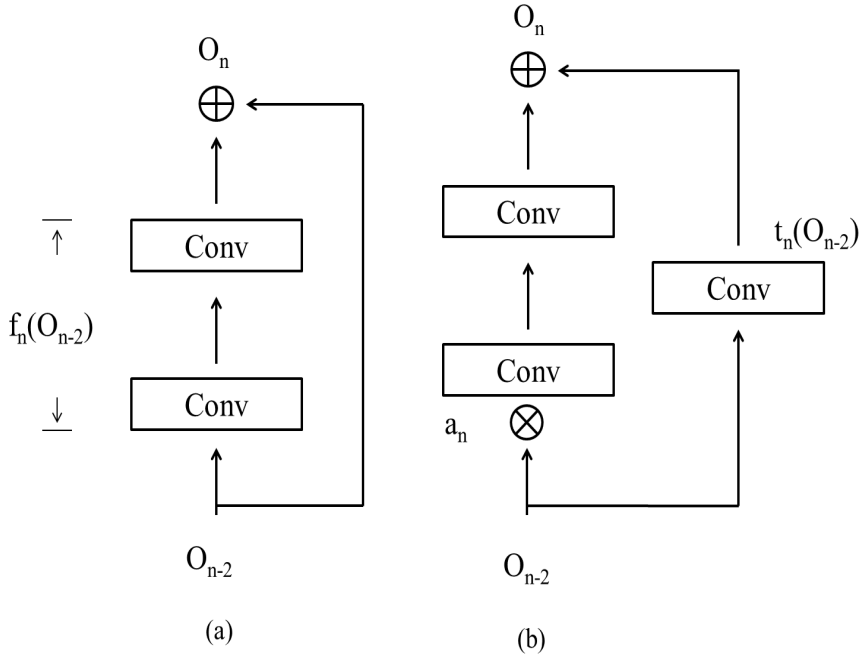 Oₙ
Conv
fₙ(Oₙ₋₂)
Conv
Oₙ₋₂
(a)
Oₙ
Conv
tₙ(Oₙ₋₂)
Conv
Conv
aₙ
Oₙ₋₂
(b)